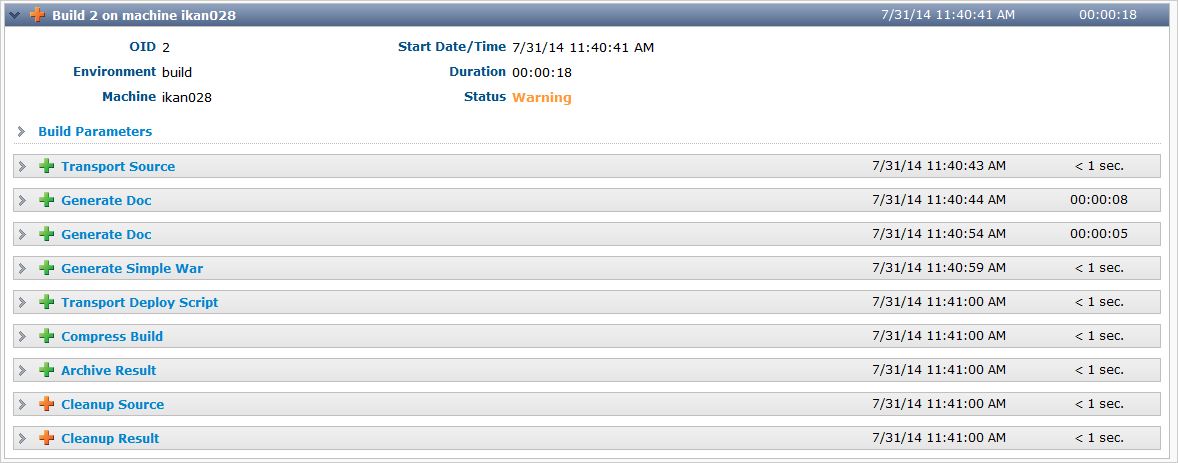 Build 2 on machine ikan028 7/31/14 11:40:41 AM 00:00:18
OID 2 Start Date/Time 7/31/14 11:40:41 AM
Environment build Duration 00:00:18
Machine ikan028 Status Warning
Build Parameters
Transport Source 7/31/14 11:40:43 AM < 1 sec.
Generate Doc 7/31/14 11:40:44 AM 00:00:08
Generate Doc 7/31/14 11:40:54 AM 00:00:05
Generate Simple War 7/31/14 11:40:59 AM < 1 sec.
Transport Deploy Script 7/31/14 11:41:00 AM < 1 sec.
Compress Build 7/31/14 11:41:00 AM < 1 sec.
Archive Result 7/31/14 11:41:00 AM < 1 sec.
Cleanup Source 7/31/14 11:41:00 AM < 1 sec.
Cleanup Result 7/31/14 11:41:00 AM < 1 sec.